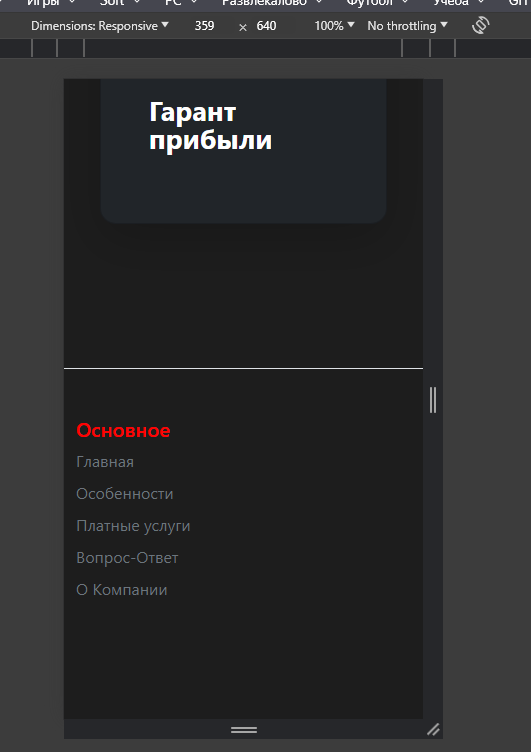 Игры Soft PC Развлекалово Футбол Учеба GIT
Dimensions: Responsive 359 × 640 100% No throttling
Гарант
прибыли
Основное
Главная
Особенности
Платные услуги
Вопрос-Ответ
О Компании